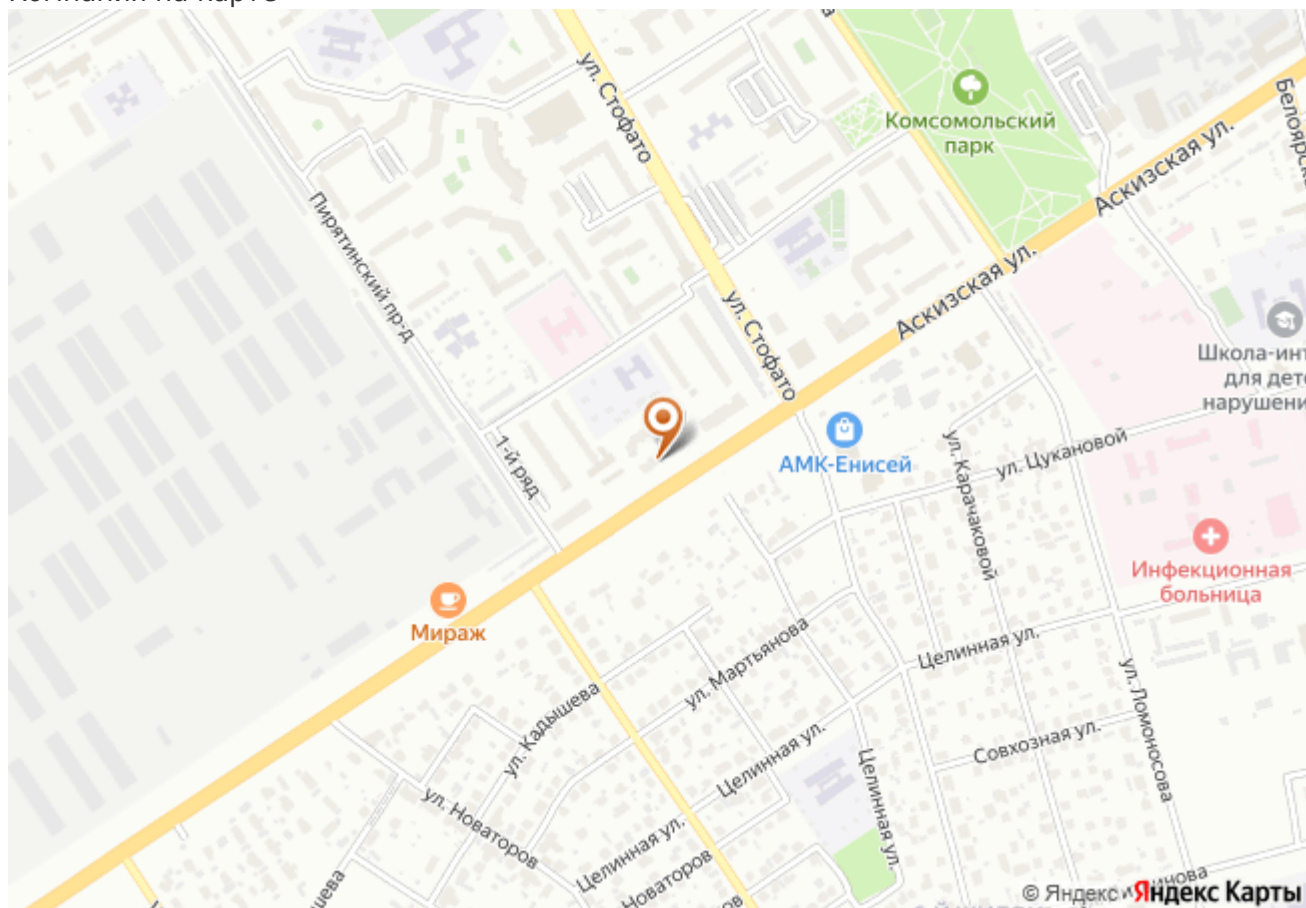 ул. Стофато
Комсомольский
парк
Аскизская ул.
Пирятинский пр-д
ул. Стофато
Аскизская ул.
Школа-инт
для дете
нарушени
1-й ряд
АМК-Енисей
ул. Карачаковой
ул. Цукановой
Инфекционная
больница
Мираж
ул. Мартьянова
Целинная ул.
ул. Кадышева
ул. Ломоносова
Совхозная ул.
Целинная ул.
Целинная ул.
ул. Новаторов
Целинная ул.
Новаторов
© Яндекс
Яндекс Карты